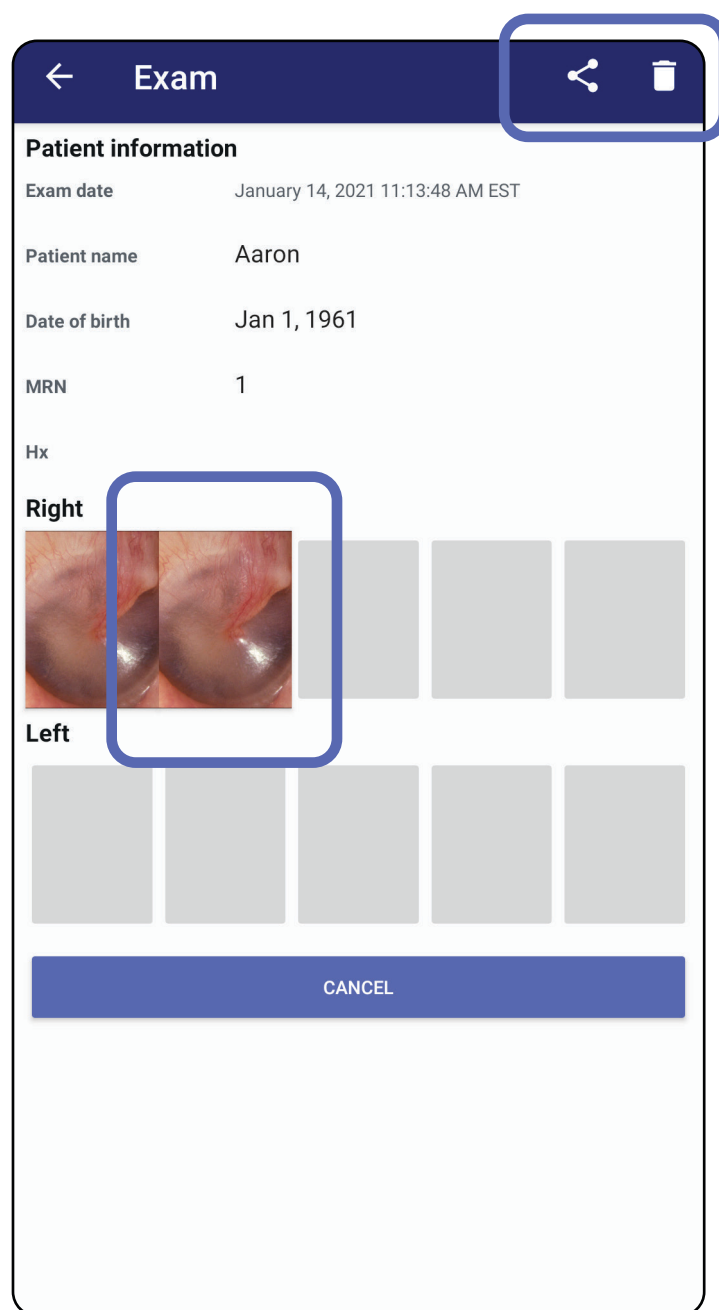 Exam
Patient information
Exam date January 14, 2021 11:13:48 AM EST
Patient name Aaron
Date of birth Jan 1, 1961
MRN 1
Hx
Right
Left
CANCEL